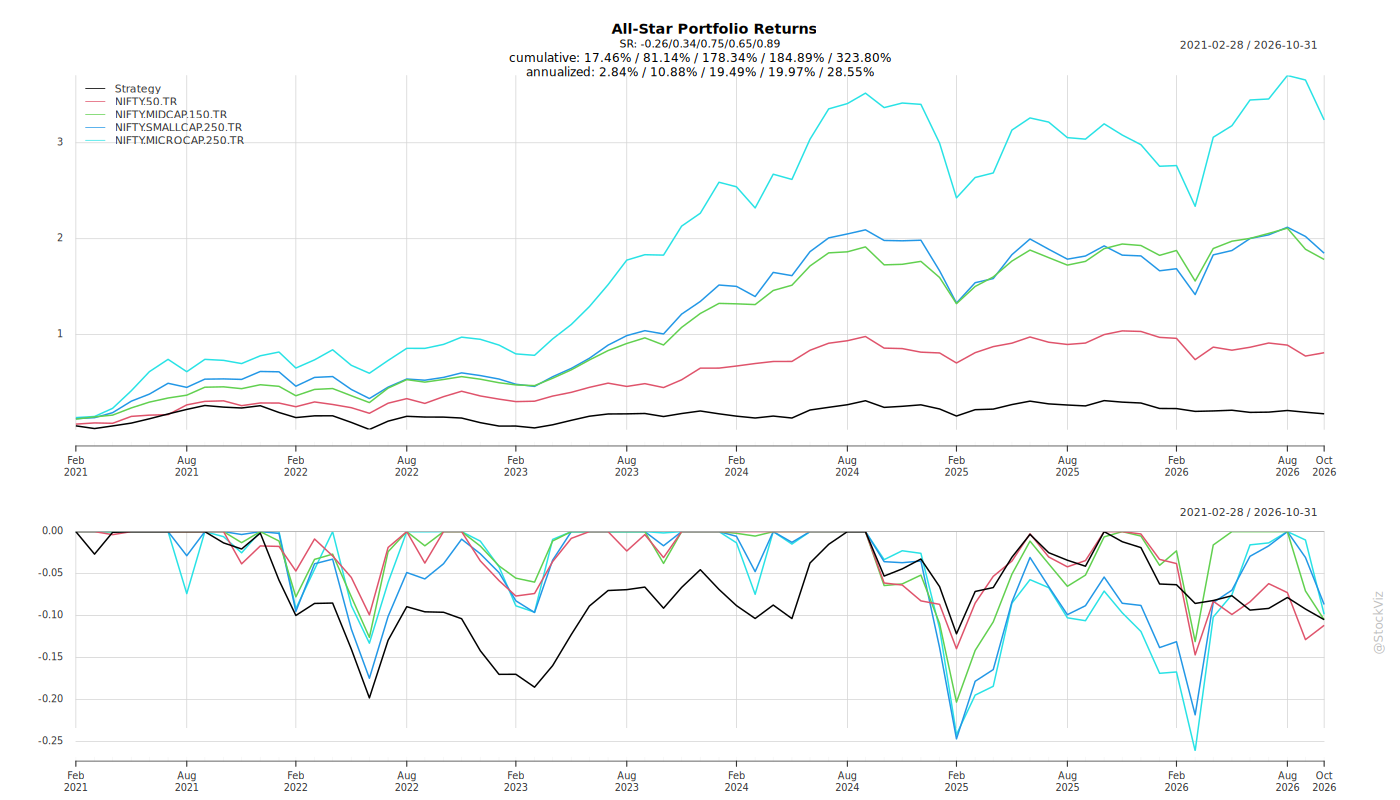 All-Star Portfolio Returns
SR: -0.26/0.34/0.75/0.65/0.89
cumulative: 17.46% / 81.14% / 178.34% / 184.89% / 323.80%
annualized: 2.84% / 10.88% / 19.49% / 19.97% / 28.55%
2021-02-28 / 2026-10-31
Strategy
NIFTY.50.TR
NIFTY.MIDCAP.150.TR
NIFTY.SMALLCAP.250.TR
NIFTY.MICROCAP.250.TR
3
2
1
Feb Aug Feb Aug Feb Aug Feb Aug Feb Aug Feb Aug Oct
2021 2021 2022 2022 2023 2023 2024 2024 2025 2025 2026 2026 2026
2021-02-28 / 2026-10-31
0.00
-0.05
-0.10
-0.15
-0.20
-0.25
Feb Aug Feb Aug Feb Aug Feb Aug Feb Aug Feb Aug Oct
2021 2021 2022 2022 2023 2023 2024 2024 2025 2025 2026 2026 2026
@StockViz